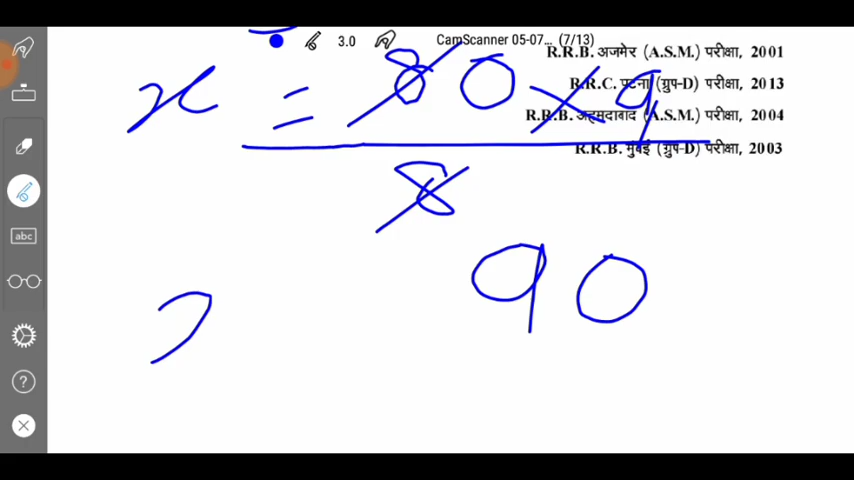 3.0 CamScanner 05-07... (7/13)
R.R.B. अजमेर (A.S.M.) परीक्षा, 2001
R.R.C. पटना (ग्रुप-D) परीक्षा, 2013
R.R.B. अहमदाबाद (A.S.M.) परीक्षा, 2004
R.R.B. मुंबई (ग्रुप-D) परीक्षा, 2003
x = 80 × 9
8
90
abc
?